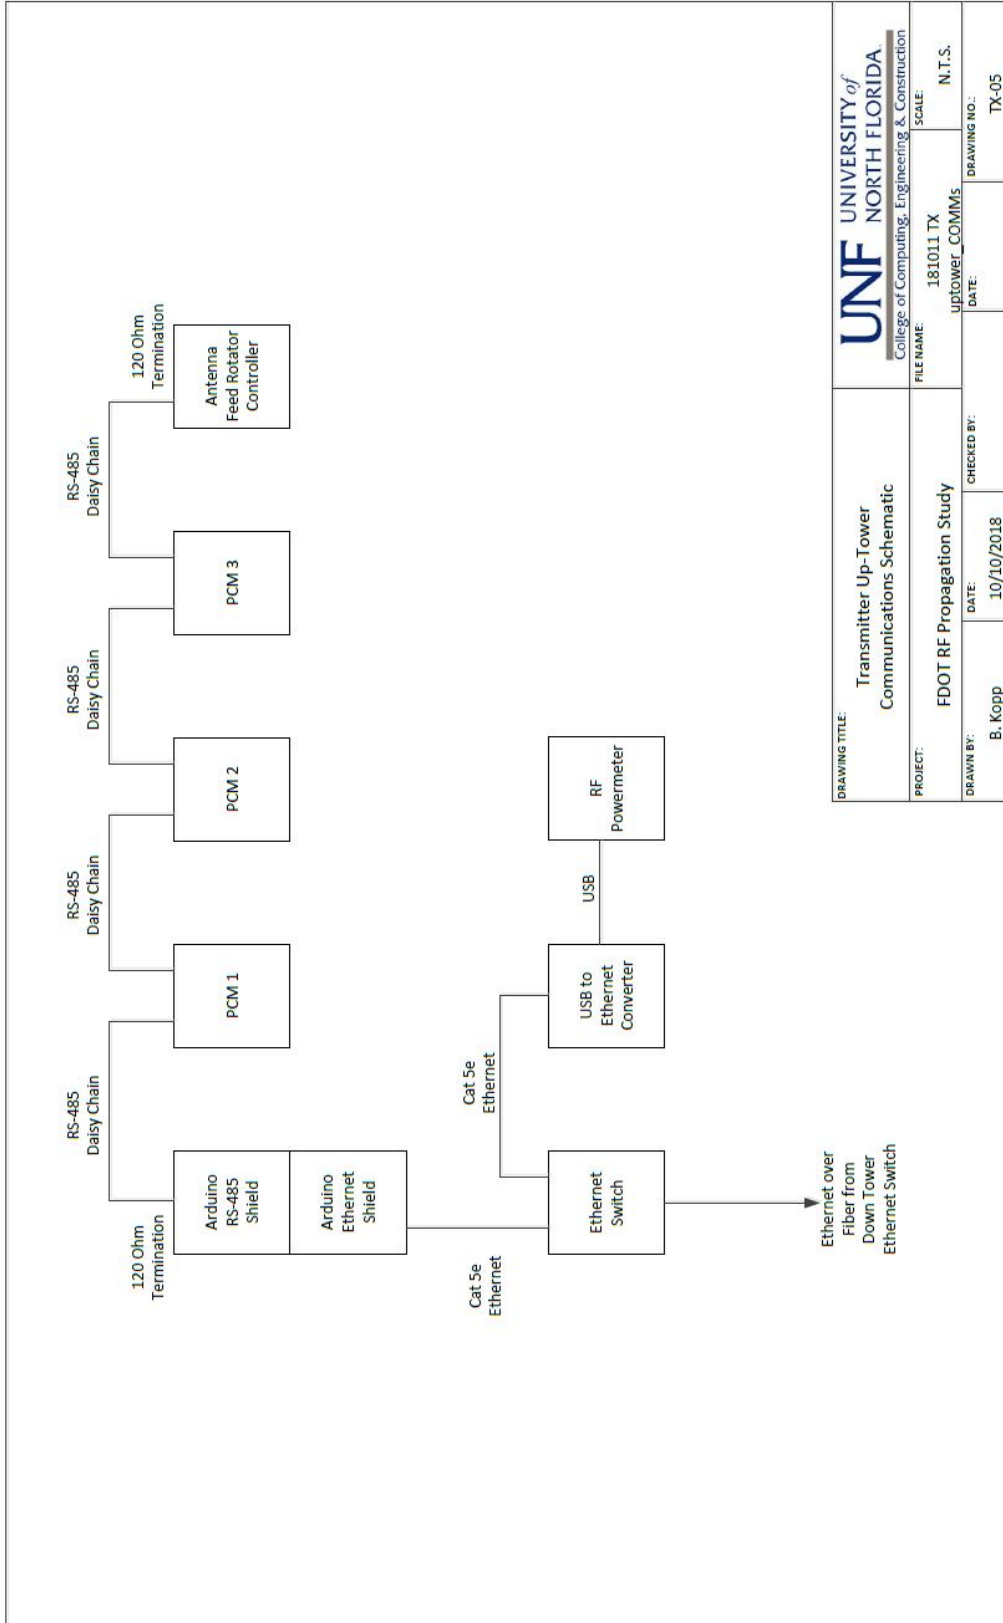 RS-485
Daisy Chain
RS-485
Daisy Chain
RS-485
Daisy Chain
RS-485
Daisy Chain
120 Ohm
Termination
120 Ohm
Termination
Arduino
RS-485
Shield
PCM 1
PCM 2
PCM 3
Antenna
Feed Rotator
Controller
Arduino
Ethernet
Shield
Cat 5e
Ethernet
Cat 5e
Ethernet
Ethernet
Switch
USB to
Ethernet
Converter
USB
RF
Powermeter
Ethernet over
Fiber from
Down Tower
Ethernet Switch
DRAWING TITLE:
Transmitter Up-Tower
Communications Schematic
UNF UNIVERSITY of
NORTH FLORIDA.
College of Computing, Engineering & Construction
PROJECT:
FDOT RF Propagation Study
FILE NAME:
181011 TX
uptower_COMMs
SCALE:
N.T.S.
DRAWN BY:
B. Kopp
DATE:
10/10/2018
CHECKED BY:
DATE:
DRAWING NO.:
TX-05